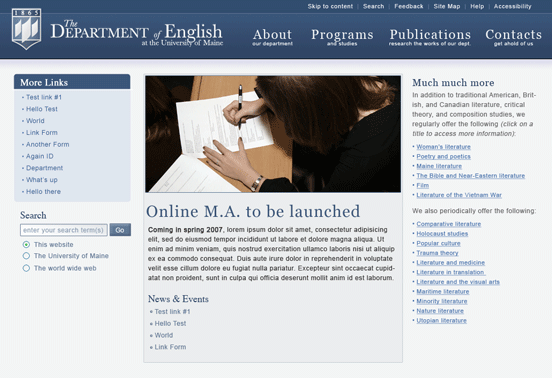 Skip to content | Search | Feedback | Site Map | Help | Accessibility
1865
The
DEPARTMENT of ENGLISH
at the University of Maine
About
our department
Programs
and studies
Publications
research the works of our dept.
Contacts
get ahold of us
More Links
Test link #1
Hello Test
World
Link Form
Another Form
Again ID
Department
What's up
Hello there
Search
enter your search term(s)
Go
This website
The University of Maine
The world wide web
Online M.A. to be launched
Coming in spring 2007, lorem ipsum dolor sit amet, consectetur adipisicing
elit, sed do eiusmod tempor incididunt ut labore et dolore magna aliqua. Ut
enim ad minim veniam, quis nostrud exercitation ullamco laboris nisi ut aliquip
ex ea commodo consequat. Duis aute irure dolor in reprehenderit in voluptate
velit esse cillum dolore eu fugiat nulla pariatur. Excepteur sint occaecat cupid-
atat non proident, sunt in culpa qui officia deserunt mollit anim id est laborum.
News & Events
Test link #1
Hello Test
World
Link Form
Much much more
In addition to traditional American, Brit-
ish, and Canadian literature, critical
theory, and composition studies, we
regularly offer the following (click on a
title to access more information):
Woman's literature
Poetry and poetics
Maine literature
The Bible and Near-Eastern literature
Film
Literature of the Vietnam War
We also periodically offer the following:
Comparative literature
Holocaust studies
Popular culture
Trauma theory
Literature and medicine
Literature in translation
Literature and the visual arts
Maritime literature
Minority literature
Nature literature
Utopian literature